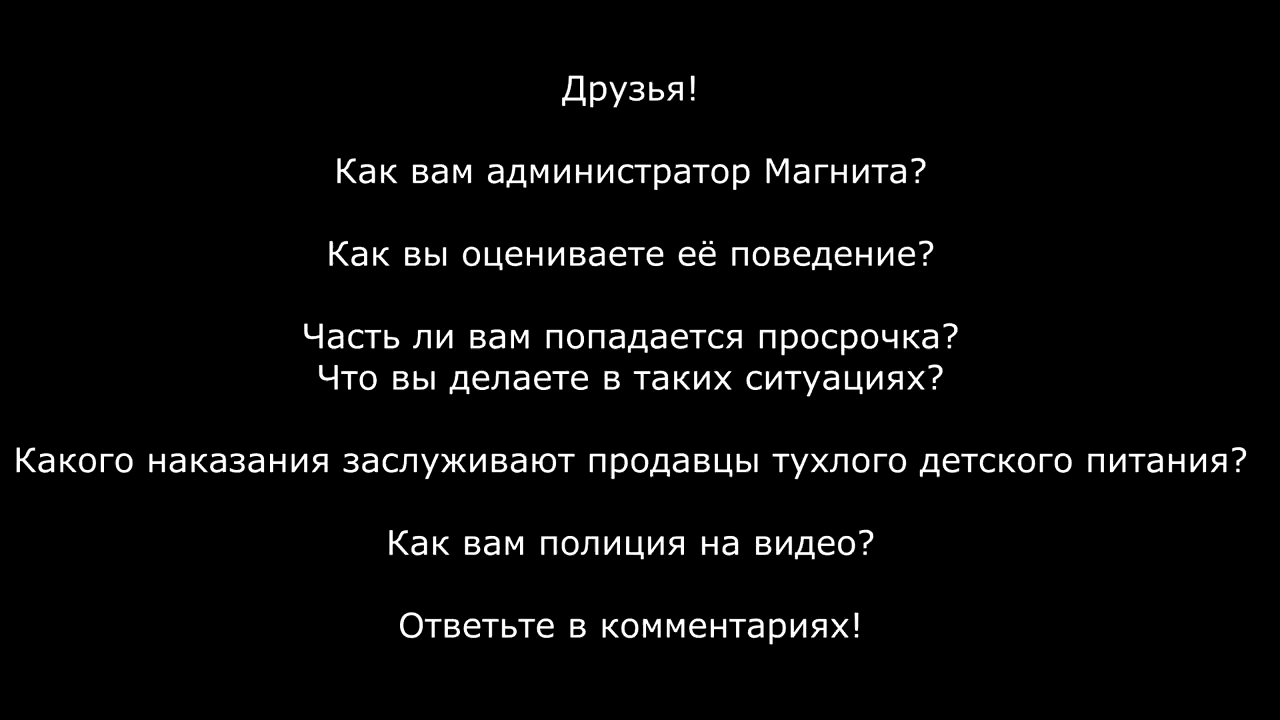 Друзья!
Как вам администратор Магнита?
Как вы оцениваете её поведение?
Часть ли вам попадается просрочка?
Что вы делаете в таких ситуациях?
Какого наказания заслуживают продавцы тухлого детского питания?
Как вам полиция на видео?
Ответьте в комментариях!